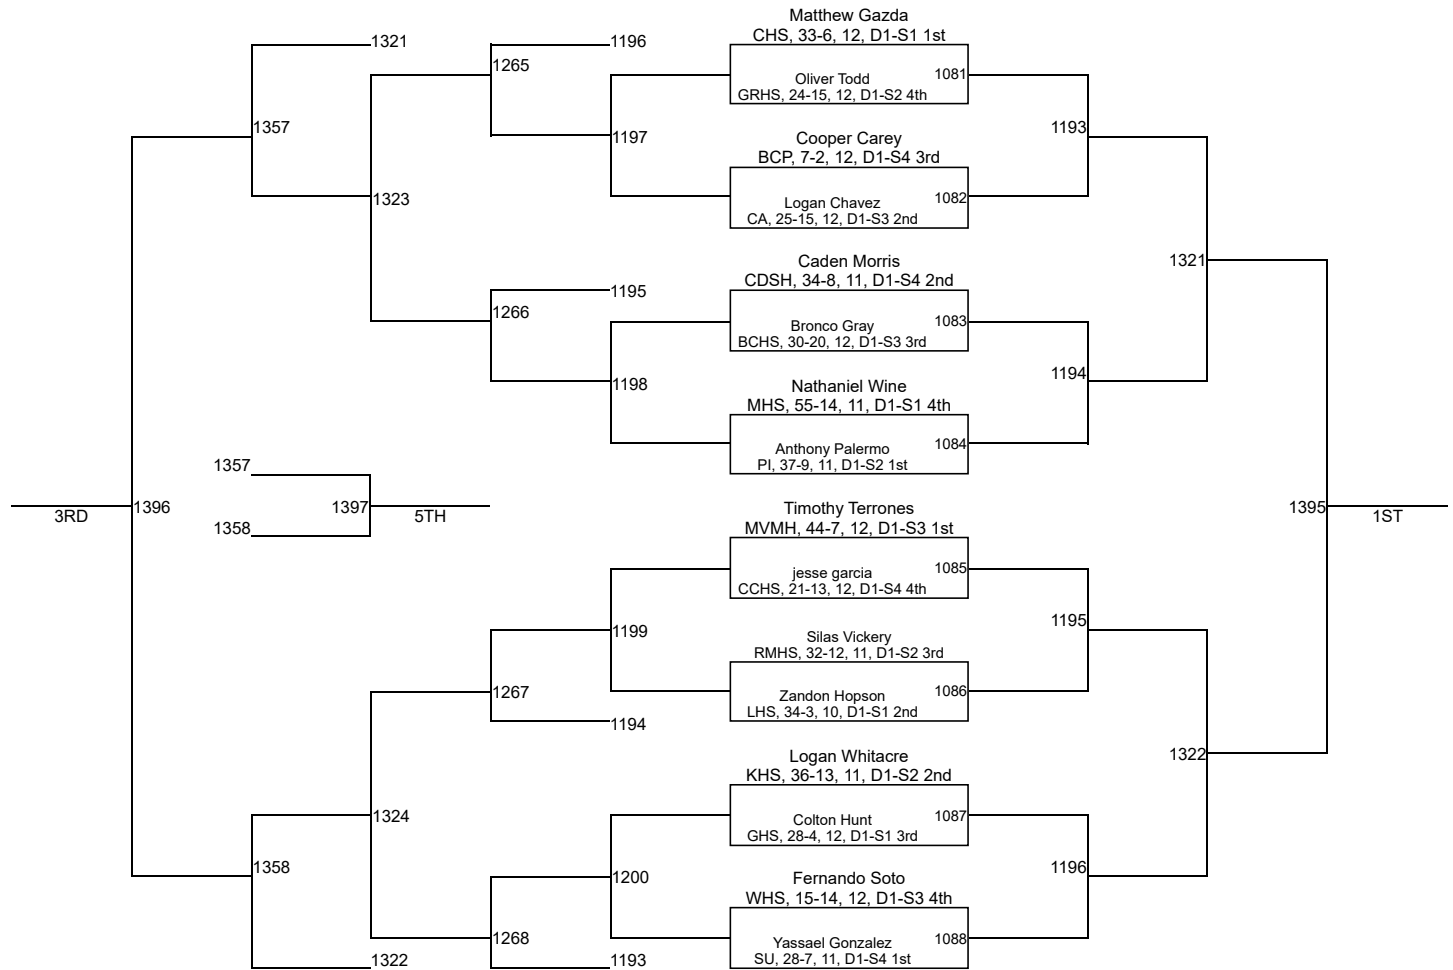 Matthew Gazda
CHS, 33-6, 12, D1-S1 1st
1321
1196
1265
Oliver Todd
GRHS, 24-15, 12, D1-S2 4th
1081
1357
1197
Cooper Carey
BCP, 7-2, 12, D1-S4 3rd
1193
1323
Logan Chavez
CA, 25-15, 12, D1-S3 2nd
1082
Caden Morris
CDSH, 34-8, 11, D1-S4 2nd
1321
1195
1266
Bronco Gray
BCHS, 30-20, 12, D1-S3 3rd
1083
1198
Nathaniel Wine
MHS, 55-14, 11, D1-S1 4th
1194
Anthony Palermo
PI, 37-9, 11, D1-S2 1st
1084
1357
3RD
1396
1397
5TH
1358
Timothy Terrones
MVMH, 44-7, 12, D1-S3 1st
1395
1ST
jesse garcia
CCHS, 21-13, 12, D1-S4 4th
1085
1199
Silas Vickery
RMHS, 32-12, 11, D1-S2 3rd
1195
1267
Zandon Hopson
LHS, 34-3, 10, D1-S1 2nd
1086
1194
Logan Whitacre
KHS, 36-13, 11, D1-S2 2nd
1322
1324
Colton Hunt
GHS, 28-4, 12, D1-S1 3rd
1087
1358
1200
Fernando Soto
WHS, 15-14, 12, D1-S3 4th
1196
1268
Yassael Gonzalez
SU, 28-7, 11, D1-S4 1st
1088
1322
1193